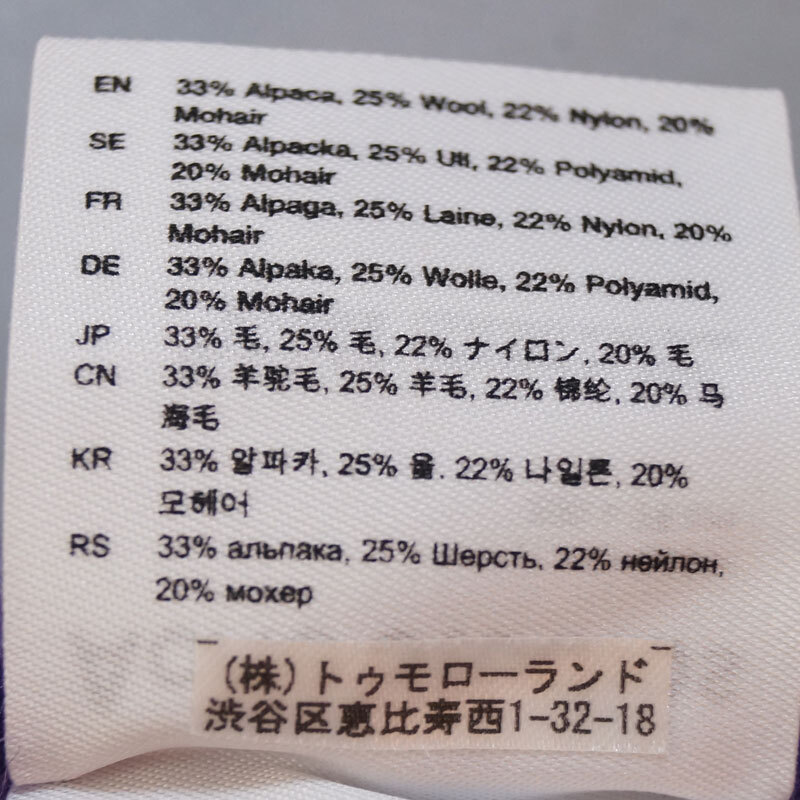 EN 33% Alpaca, 25% Wool, 22% Nylon, 20%
Mohair
SE 33% Alpacka, 25% Ull, 22% Polyamid,
20% Mohair
FR 33% Alpaga, 25% Laine, 22% Nylon, 20%
Mohair
DE 33% Alpaka, 25% Wolle, 22% Polyamid,
20% Mohair
JP 33% 毛, 25% 毛, 22% ナイロン, 20% 毛
CN 33% 羊驼毛, 25% 羊毛, 22% 锦纶, 20% 马
海毛
KR 33% 알파카, 25% 울. 22% 나일론, 20%
모헤어
RS 33% альпака, 25% Шерсть, 22% нейлон,
20% мохер
(株)トゥモローランド
渋谷区恵比寿西1-32-18